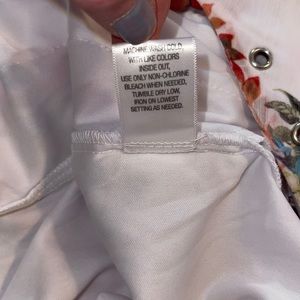 MACHINE WASH COLD
WITH LIKE COLORS
INSIDE OUT,
USE ONLY NON-CHLORINE
BLEACH WHEN NEEDED,
TUMBLE DRY LOW,
IRON ON LOWEST
SETTING AS NEEDED.